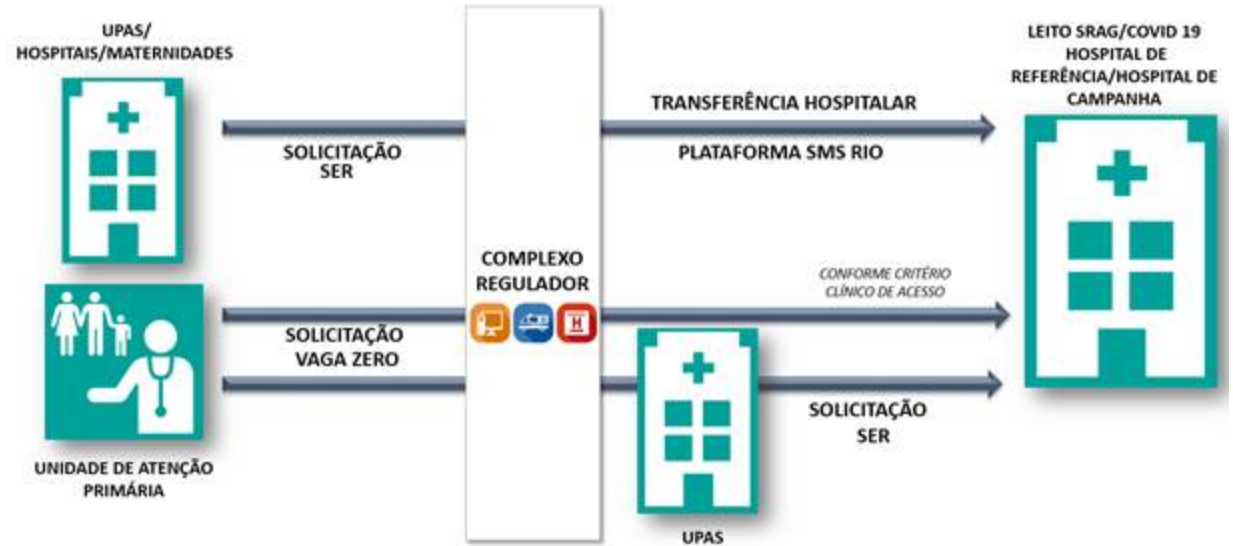 UPAS/
HOSPITAIS/MATERNIDADES
LEITO SRAG/COVID 19
HOSPITAL DE
REFERÊNCIA/HOSPITAL DE
CAMPANHA
SOLICITAÇÃO
SER
TRANSFERÊNCIA HOSPITALAR
PLATAFORMA SMS RIO
COMPLEXO
REGULADOR
H
CONFORME CRITÉRIO
CLÍNICO DE ACESSO
SOLICITAÇÃO
VAGA ZERO
SOLICITAÇÃO
SER
UNIDADE DE ATENÇÃO
PRIMÁRIA
UPAS